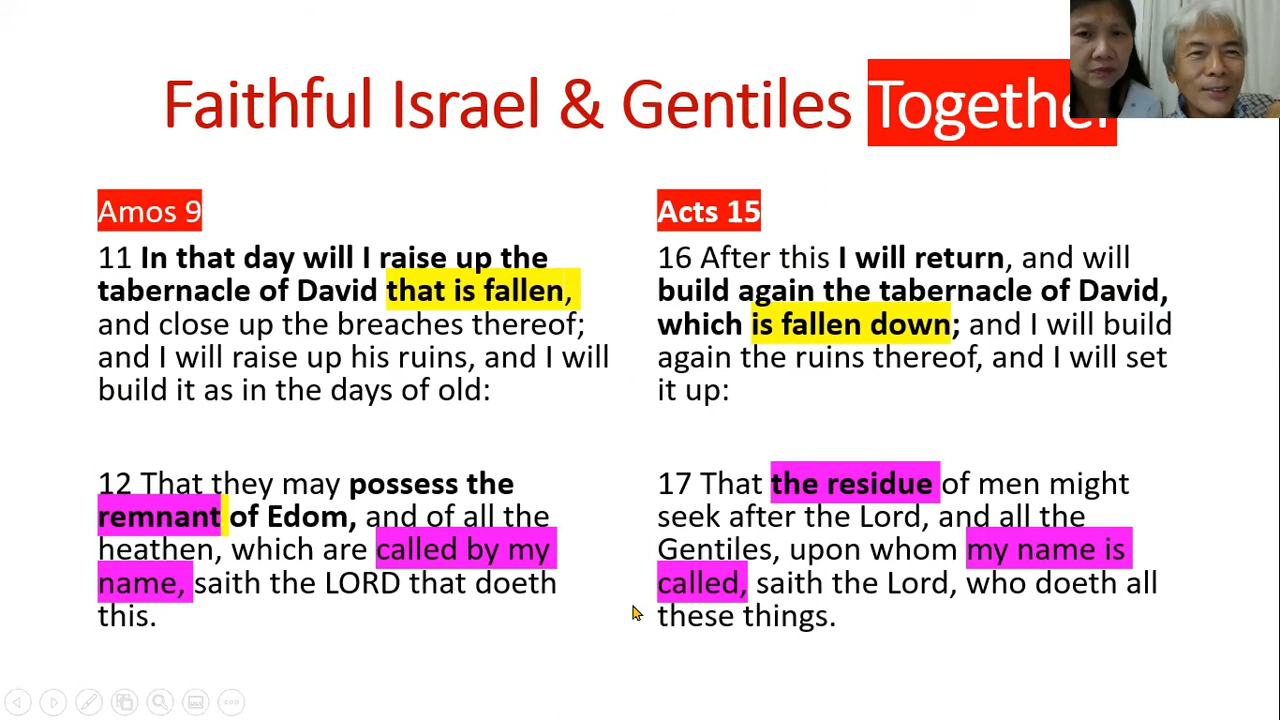 Faithful Israel & Gentiles Together
Amos 9
11 In that day will I raise up the
tabernacle of David that is fallen,
and close up the breaches thereof;
and I will raise up his ruins, and I will
build it as in the days of old:
12 That they may possess the
remnant of Edom, and of all the
heathen, which are called by my
name, saith the LORD that doeth
this.
Acts 15
16 After this I will return, and will
build again the tabernacle of David,
which is fallen down; and I will build
again the ruins thereof, and I will set
it up:
17 That the residue of men might
seek after the Lord, and all the
Gentiles, upon whom my name is
called, saith the Lord, who doeth all
these things.